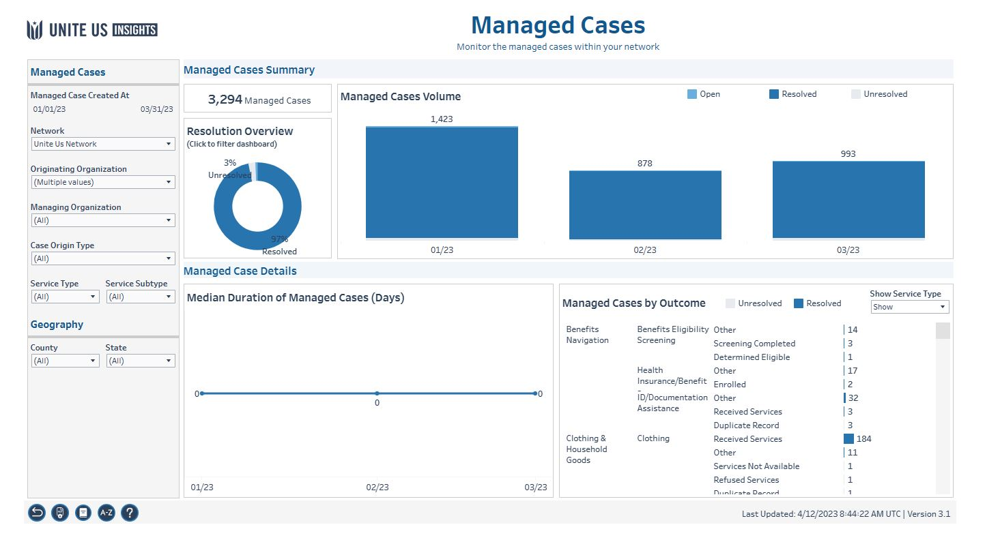 UNITE US INSIGHTS
Managed Cases
Monitor the managed cases within your network
Managed Cases
Managed Case Created At
01/01/23 03/31/23
Network
Unite Us Network
Originating Organization
(Multiple values)
Managing Organization
(All)
Case Origin Type
(All)
Service Type Service Subtype
(All) (All)
Geography
County State
(All) (All)
Managed Cases Summary
3,294 Managed Cases
Resolution Overview
(Click to filter dashboard)
3%
Unresolved
97%
Resolved
Managed Cases Volume
Open Resolved Unresolved
1,423
878
993
01/23 02/23 03/23
Managed Case Details
Median Duration of Managed Cases (Days)
0 0 0
01/23 02/23 03/23
Managed Cases by Outcome
Unresolved Resolved
Show Service Type
Show
Benefits
Navigation
Benefits Eligibility
Screening
Other 14
Screening Completed 3
Determined Eligible 1
Health
Insurance/Benefit
Other 17
Enrolled 2
ID/Documentation
Assistance
Other 32
Received Services 3
Duplicate Record 3
Clothing &
Household
Goods
Clothing
Received Services 184
Other 11
Services Not Available 1
Refused Services 1
Duplicate Record 1
A-Z ?
Last Updated: 4/12/2023 8:44:22 AM UTC | Version 3.1